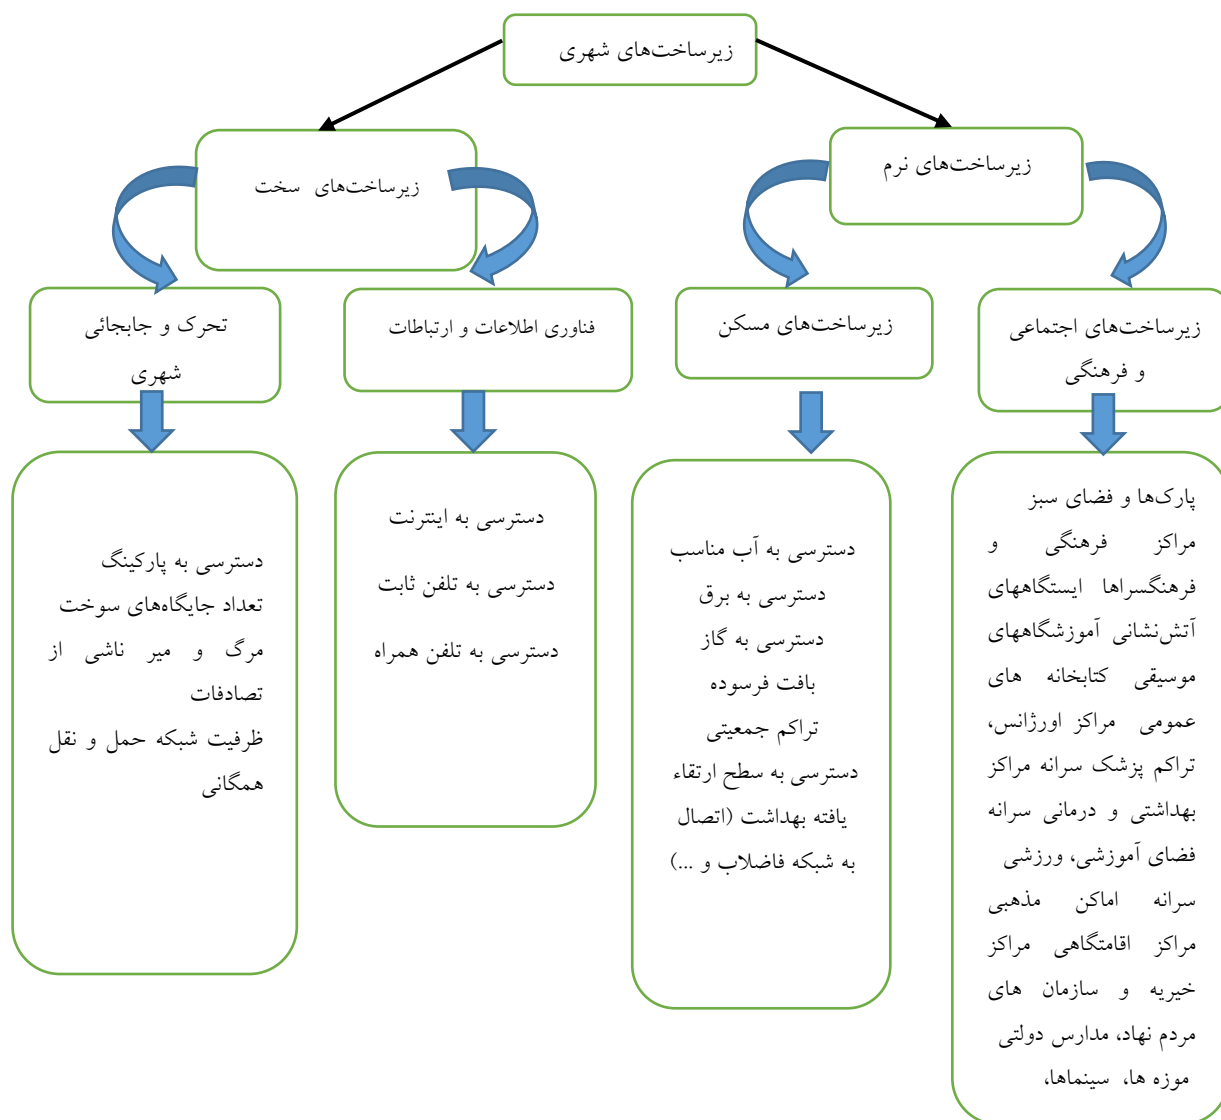 زیرساخت‌های شهری
زیرساخت‌های نرم
زیرساخت‌های سخت
زیرساخت‌های اجتماعی
و فرهنگی
زیرساخت‌های مسکن
فناوری اطلاعات و ارتباطات
تحرک و جابجائی
شهری
پارک‌ها و فضای سبز
مراکز فرهنگی و
فرهنگسراها ایستگاههای
آتش‌نشانی آموزشگاههای
موسیقی کتابخانه های
عمومی مراکز اورژانس،
تراکم پزشک سرانه مراکز
بهداشتی و درمانی سرانه
فضای آموزشی، ورزشی
سرانه اماکن مذهبی
مراکز اقامتگاهی مراکز
خیریه و سازمان های
مردم نهاد، مدارس دولتی
موزه ها، سینماها،
دسترسی به آب مناسب
دسترسی به برق
دسترسی به گاز
بافت فرسوده
تراکم جمعیتی
دسترسی به سطح ارتقاء
یافته بهداشت (اتصال
به شبکه فاضلاب و ...)
دسترسی به اینترنت
دسترسی به تلفن ثابت
دسترسی به تلفن همراه
دسترسی به پارکینگ
تعداد جایگاه‌های سوخت
مرگ و میر ناشی از
تصادفات
ظرفیت شبکه حمل و نقل
همگانی